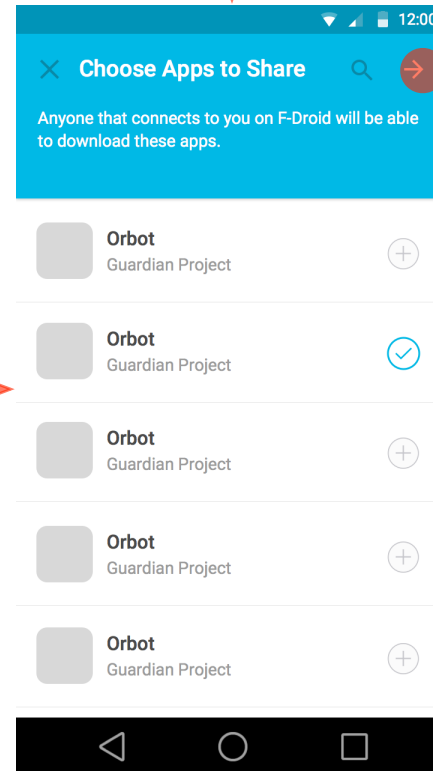 12:00
Choose Apps to Share
Anyone that connects to you on F-Droid will be able
to download these apps.
Orbot
Guardian Project
Orbot
Guardian Project
Orbot
Guardian Project
Orbot
Guardian Project
Orbot
Guardian Project